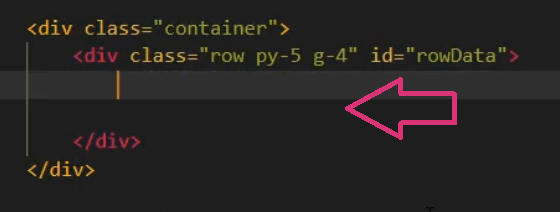 <div class="container">
<div class="row py-5 g-4" id="rowData">
</div>
</div>